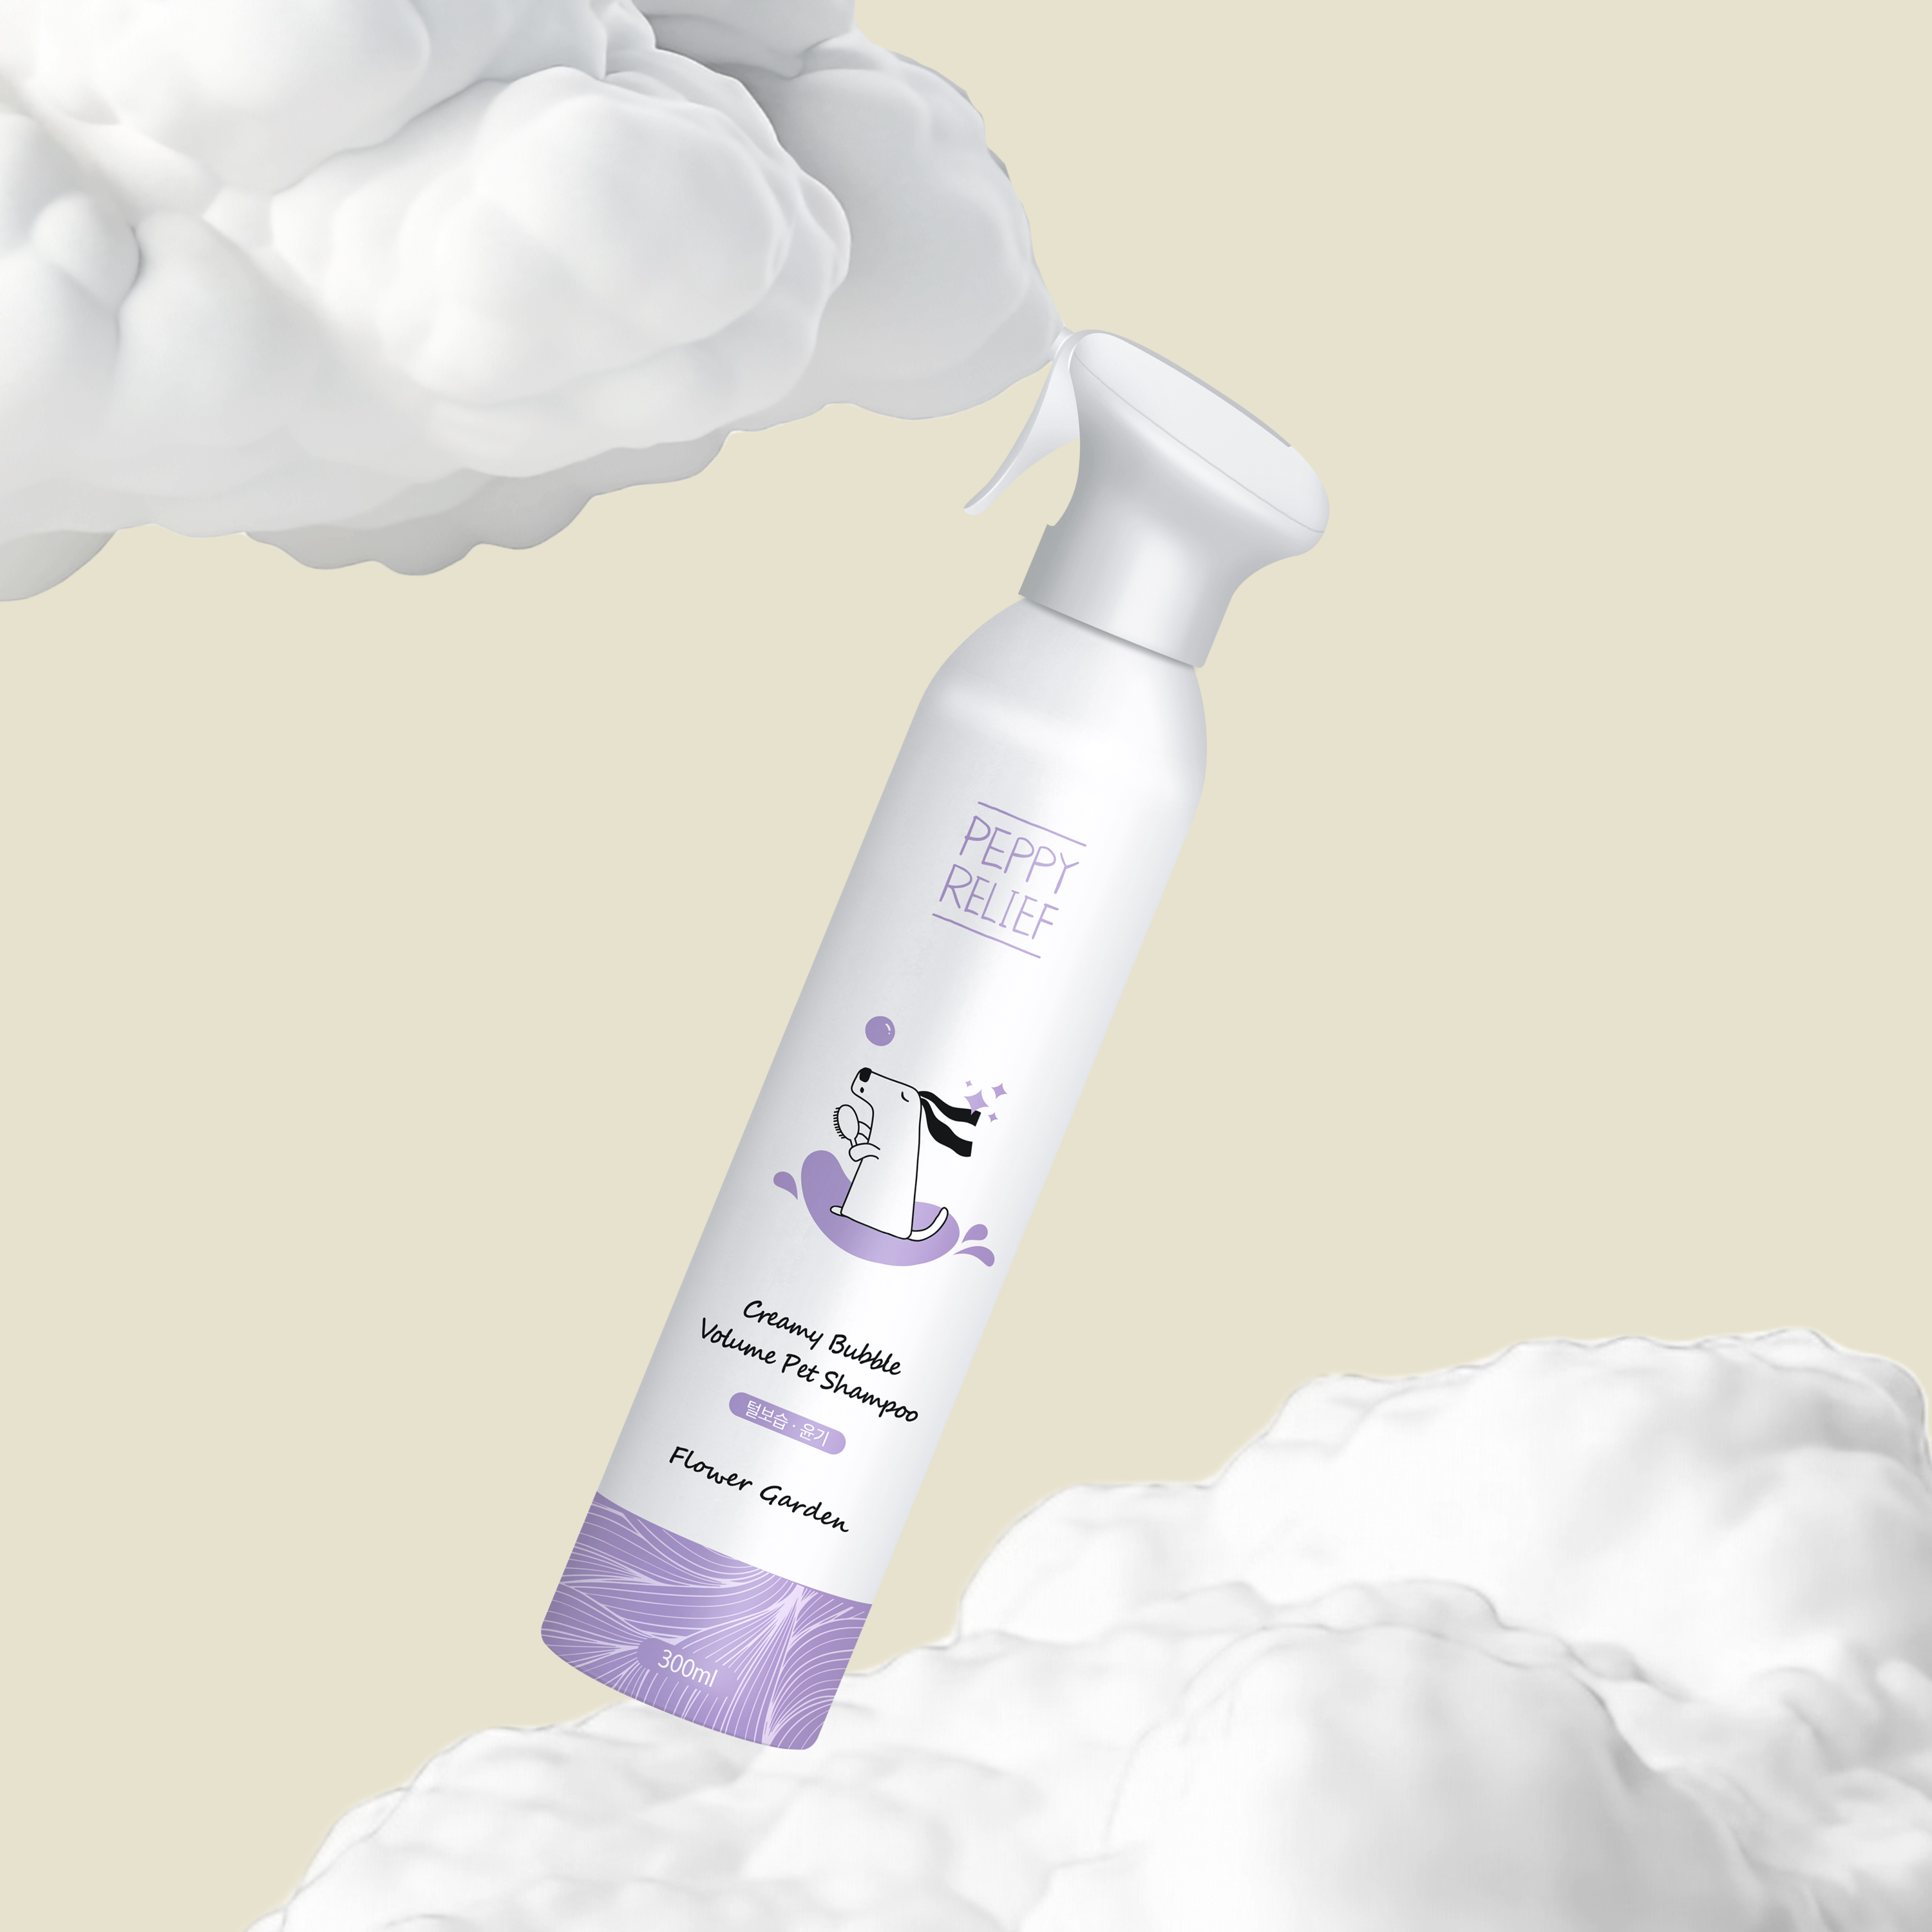 PEPPY
RELIEF
Creamy Bubble
Volume Pet Shampoo
털보습 · 윤기
Flower Garden
300ml